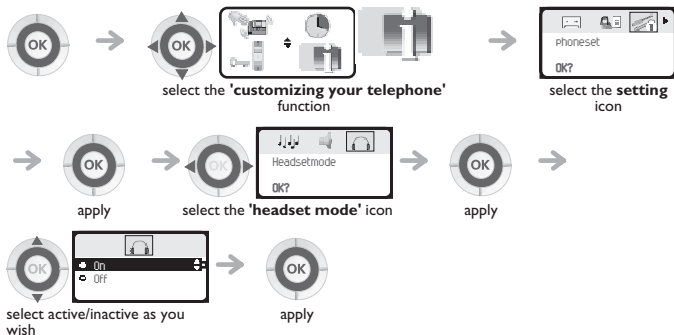 OK
OK
select the 'customizing your telephone'
function
phoneset
OK?
select the setting
icon
OK
apply
OK
Headsetmode
OK?
select the 'headset mode' icon
OK
apply
OK
On
Off
select active/inactive as you
wish
OK
apply